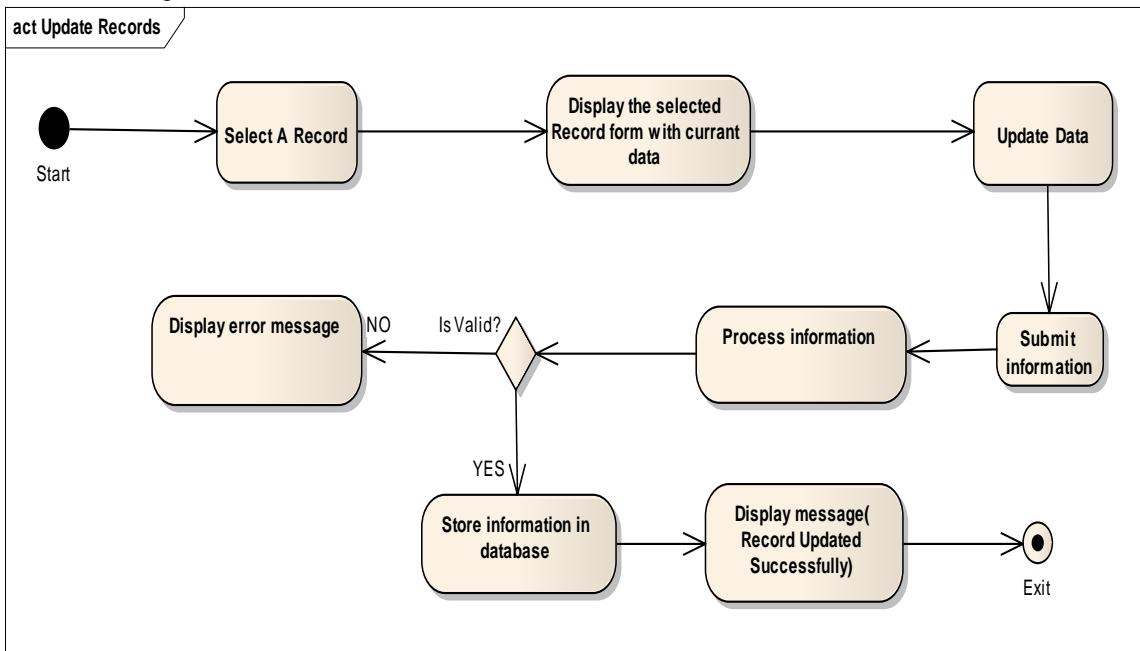 act Update Records
Start
Select A Record
Display the selected
Record form with currant
data
Update Data
Submit
information
Process information
Is Valid?
NO
Display error message
YES
Store information in
database
Display message(
Record Updated
Successfully)
Exit